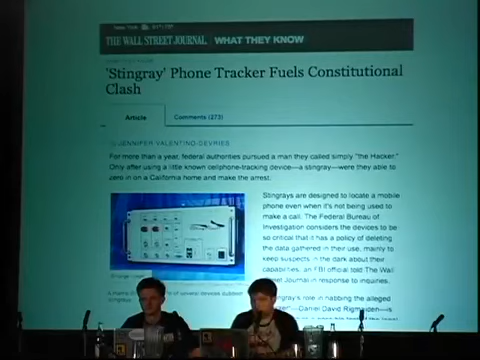 New York
THE WALL STREET JOURNAL. WHAT THEY KNOW
'Stingray' Phone Tracker Fuels Constitutional
Clash
Article
Comments (273)
By JENNIFER VALENTINO-DEVRIES
For more than a year, federal authorities pursued a man they called simply "the Hacker."
Only after using a little known cellphone-tracking device—a stingray—were they able to
zero in on a California home and make the arrest.
Stingrays are designed to locate a mobile
phone even when it's not being used to
make a call. The Federal Bureau of
Investigation considers the devices to be
so critical that it has a policy of deleting
the data gathered in their use, mainly to
keep suspects in the dark about their
capabilities, an FBI official told The Wall
Street Journal in response to inquiries.
stingray's role in nabbing the alleged
"Hacker"—Daniel David Rigmaiden—is